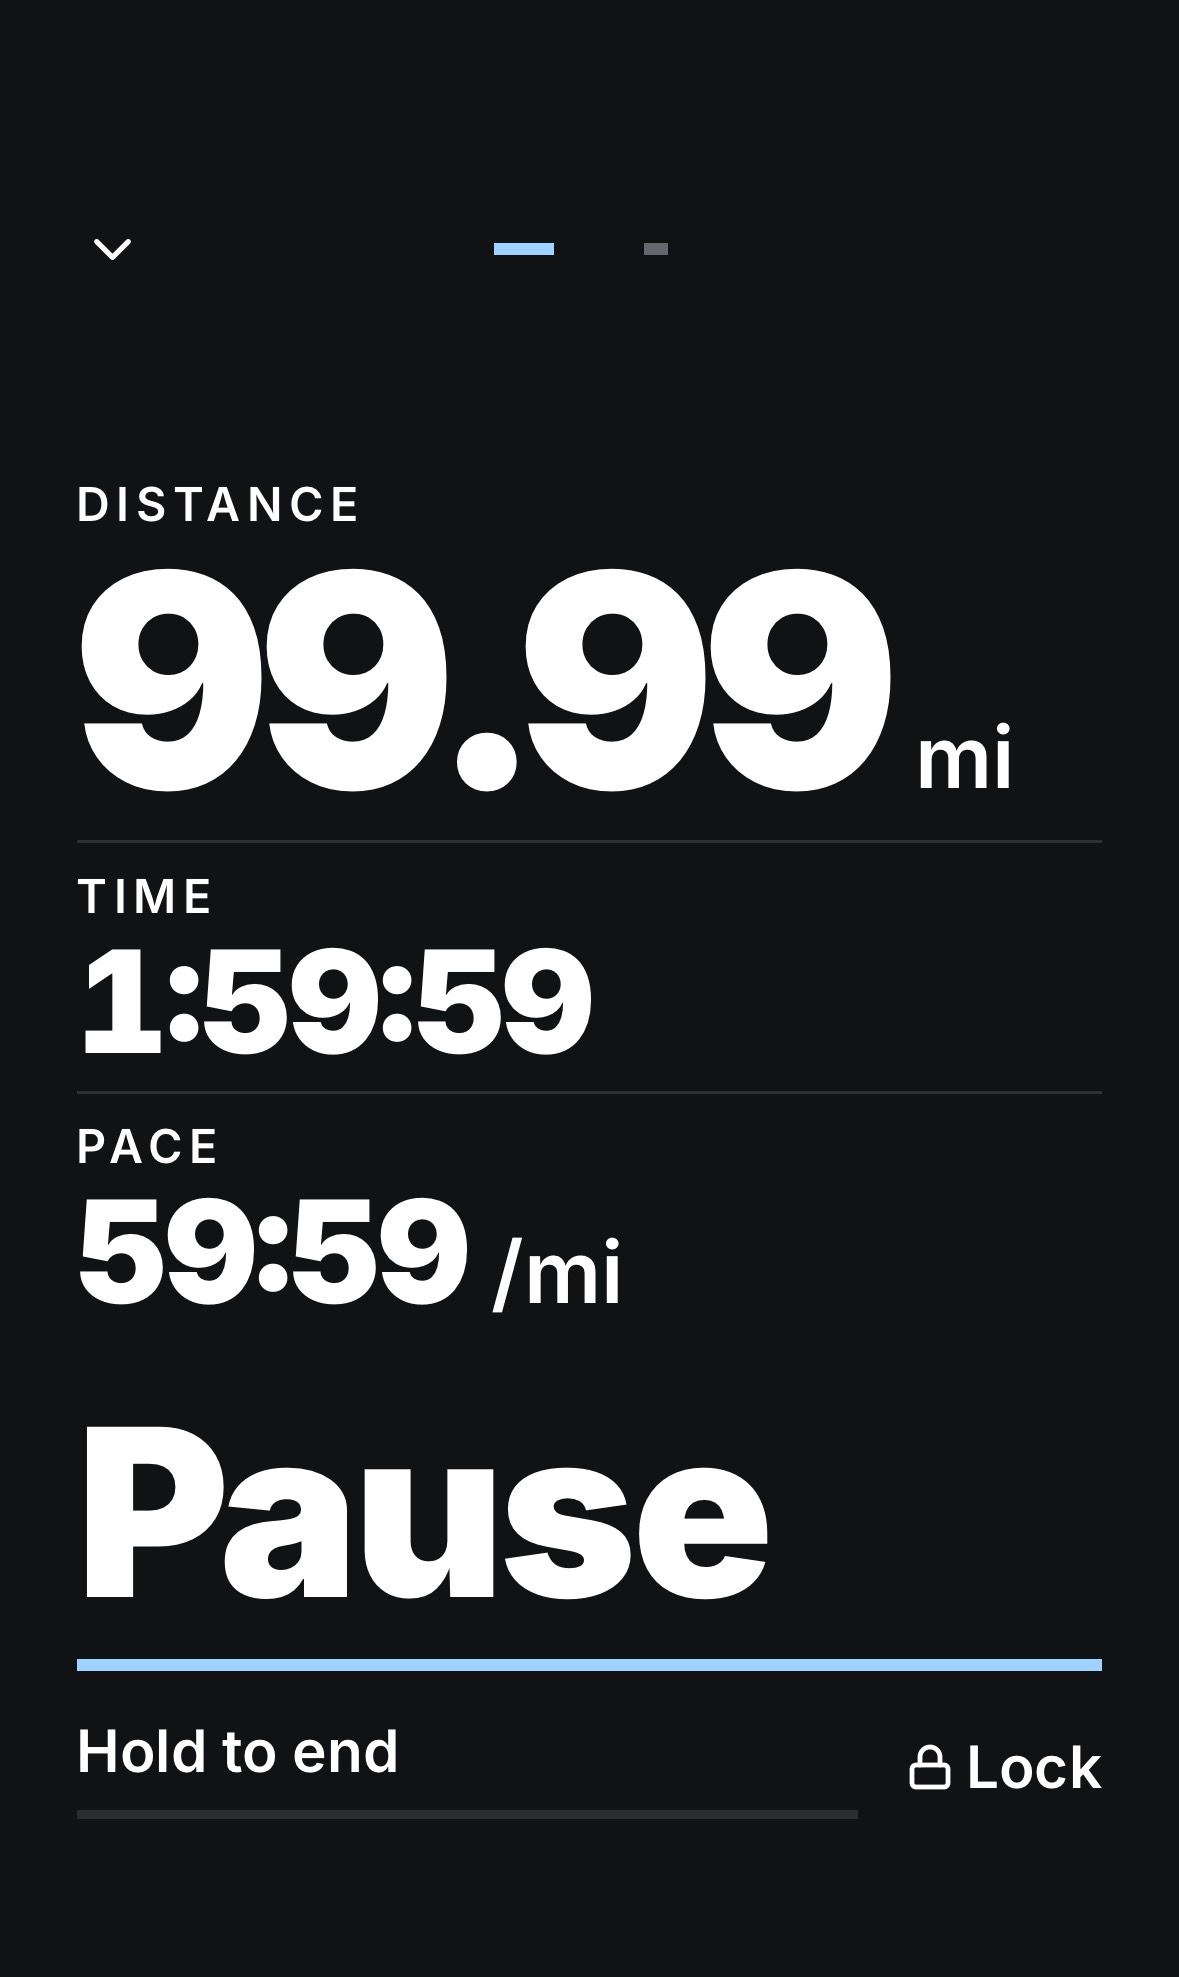 DISTANCE
99.99 mi
TIME
1:59:59
PACE
59:59 /mi
Pause
Hold to end
Lock